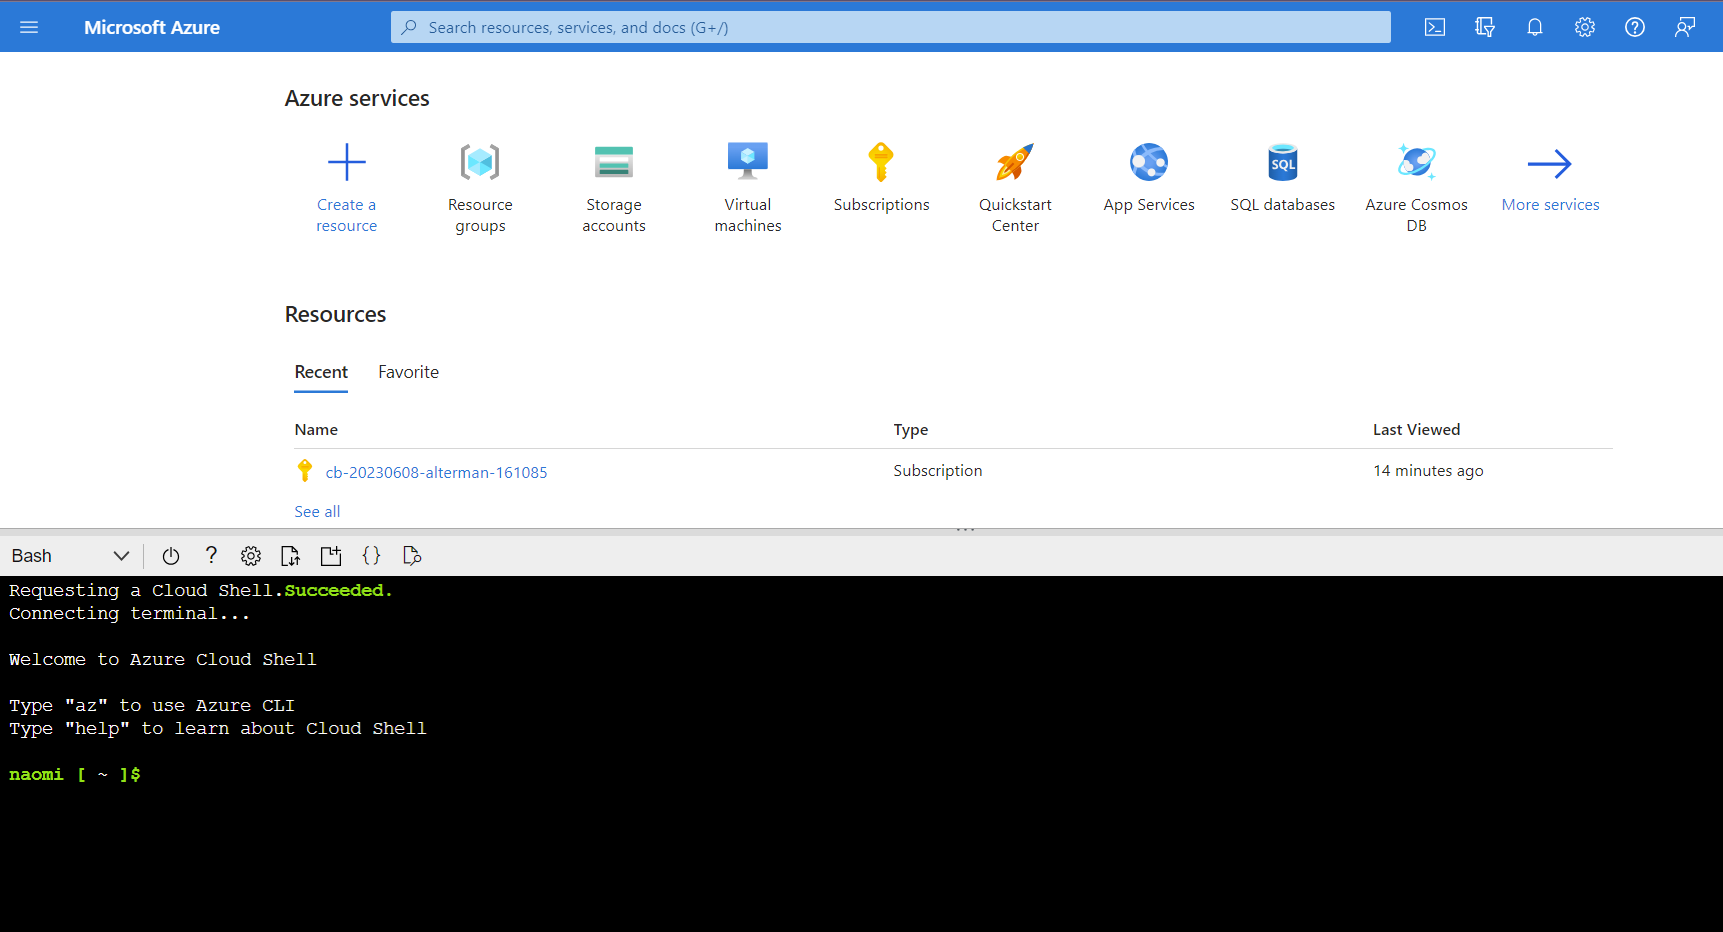 Microsoft Azure
Search resources, services, and docs (G+/)
Azure services
Create a resource
Resource groups
Storage accounts
Virtual machines
Subscriptions
Quickstart Center
App Services
SQL
SQL databases
Azure Cosmos DB
More services
Resources
Recent Favorite
Name Type Last Viewed
cb-20230608-alterman-161085 Subscription 14 minutes ago
See all
Bash
Requesting a Cloud Shell.Succeeded.
Connecting terminal...
Welcome to Azure Cloud Shell
Type "az" to use Azure CLI
Type "help" to learn about Cloud Shell
naomi [ ~ ]$